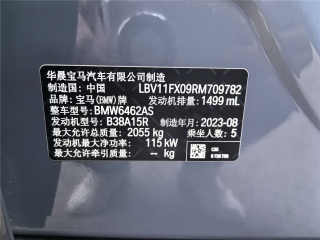 华晨宝马汽车有限公司制造
制造国：中国 LBV11FX09RM709782
品牌：宝马(BMW)牌 发动机排量：1499 mL
整车型号：BMW6462AS
发动机型号：B38A15R 制造年月：2023-08
最大允许总质量：2055 kg 乘坐人数：5
发动机最大净功率：115 kW
最大允许牵引质量：-- kg